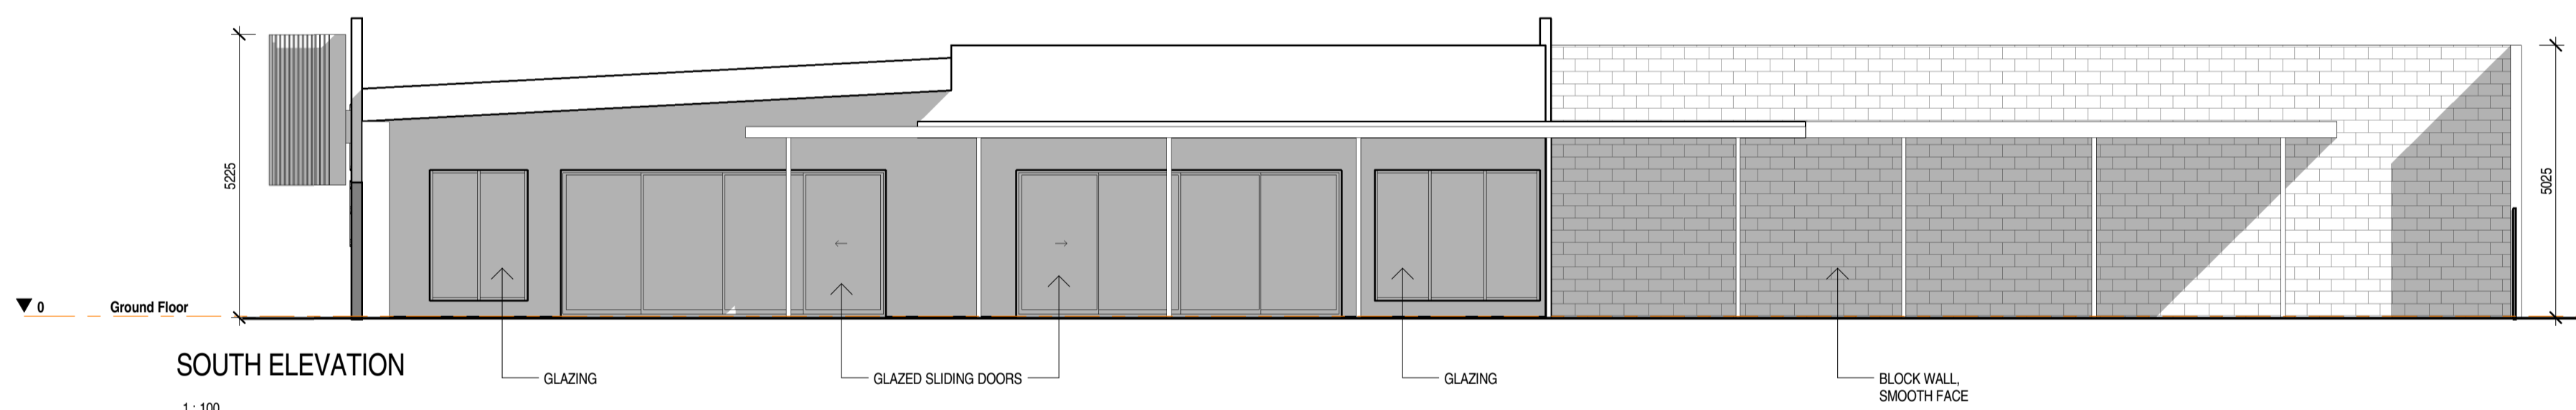 5225
5025
0 Ground Floor
SOUTH ELEVATION
GLAZING
GLAZED SLIDING DOORS
GLAZING
BLOCK WALL,
SMOOTH FACE
1 : 100